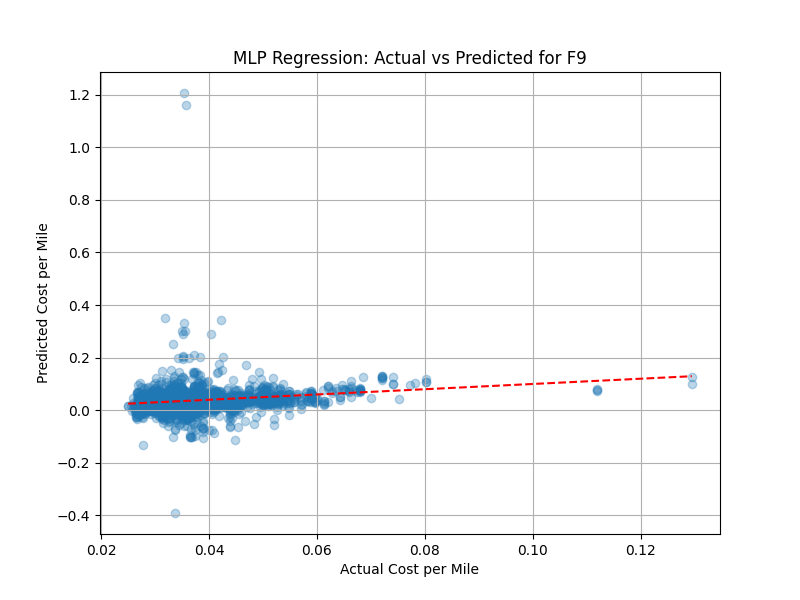 MLP Regression: Actual vs Predicted for F9
Predicted Cost per Mile
1.2
1.0
0.8
0.6
0.4
0.2
0.0
−0.2
−0.4
0.02 0.04 0.06 0.08 0.10 0.12
Actual Cost per Mile